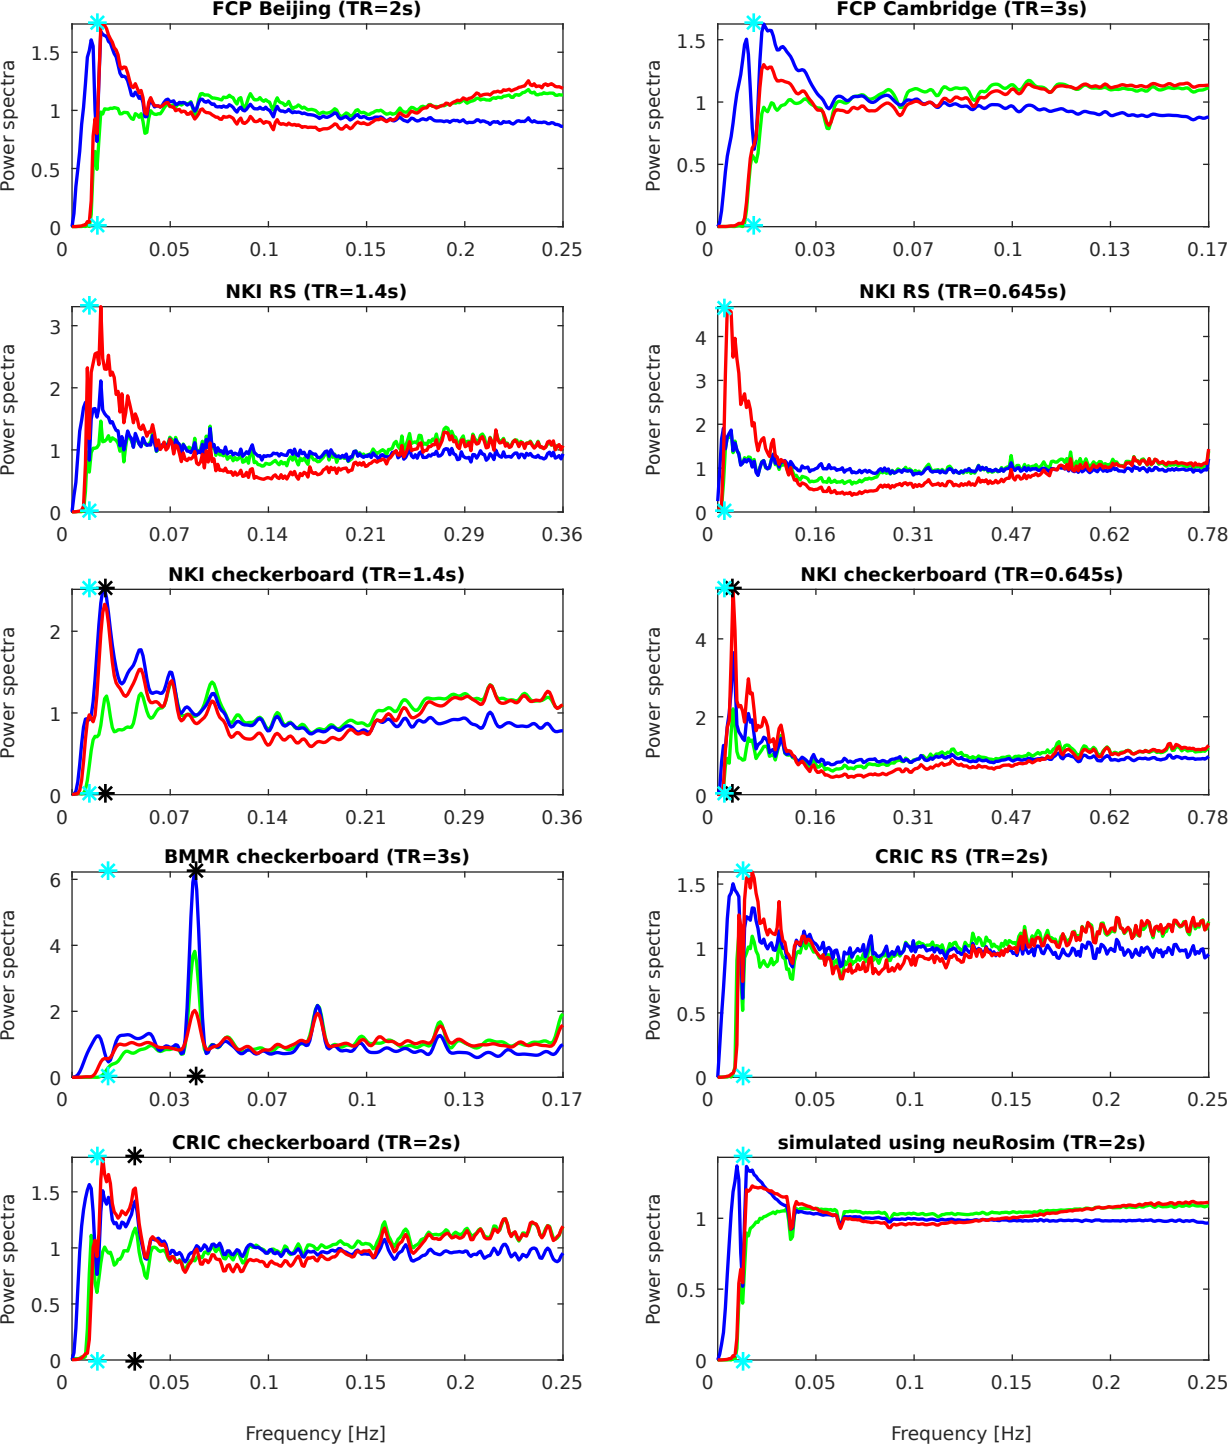 FCP Beijing (TR=2s)
Power spectra
1.5
1
0.5
0
0 0.05 0.1 0.15 0.2 0.25
FCP Cambridge (TR=3s)
Power spectra
1.5
1
0.5
0
0 0.03 0.07 0.1 0.13 0.17
NKI RS (TR=1.4s)
Power spectra
3
2
1
0
0 0.07 0.14 0.21 0.29 0.36
NKI RS (TR=0.645s)
Power spectra
4
3
2
1
0
0 0.16 0.31 0.47 0.62 0.78
NKI checkerboard (TR=1.4s)
Power spectra
2
1
0
0 0.07 0.14 0.21 0.29 0.36
NKI checkerboard (TR=0.645s)
Power spectra
4
2
0
0 0.16 0.31 0.47 0.62 0.78
BMMR checkerboard (TR=3s)
Power spectra
6
4
2
0
0 0.03 0.07 0.1 0.13 0.17
CRIC RS (TR=2s)
Power spectra
1.5
1
0.5
0
0 0.05 0.1 0.15 0.2 0.25
CRIC checkerboard (TR=2s)
Power spectra
1.5
1
0.5
0
0 0.05 0.1 0.15 0.2 0.25
Frequency [Hz]
simulated using neuRosim (TR=2s)
Power spectra
1
0.5
0
0 0.05 0.1 0.15 0.2 0.25
Frequency [Hz]